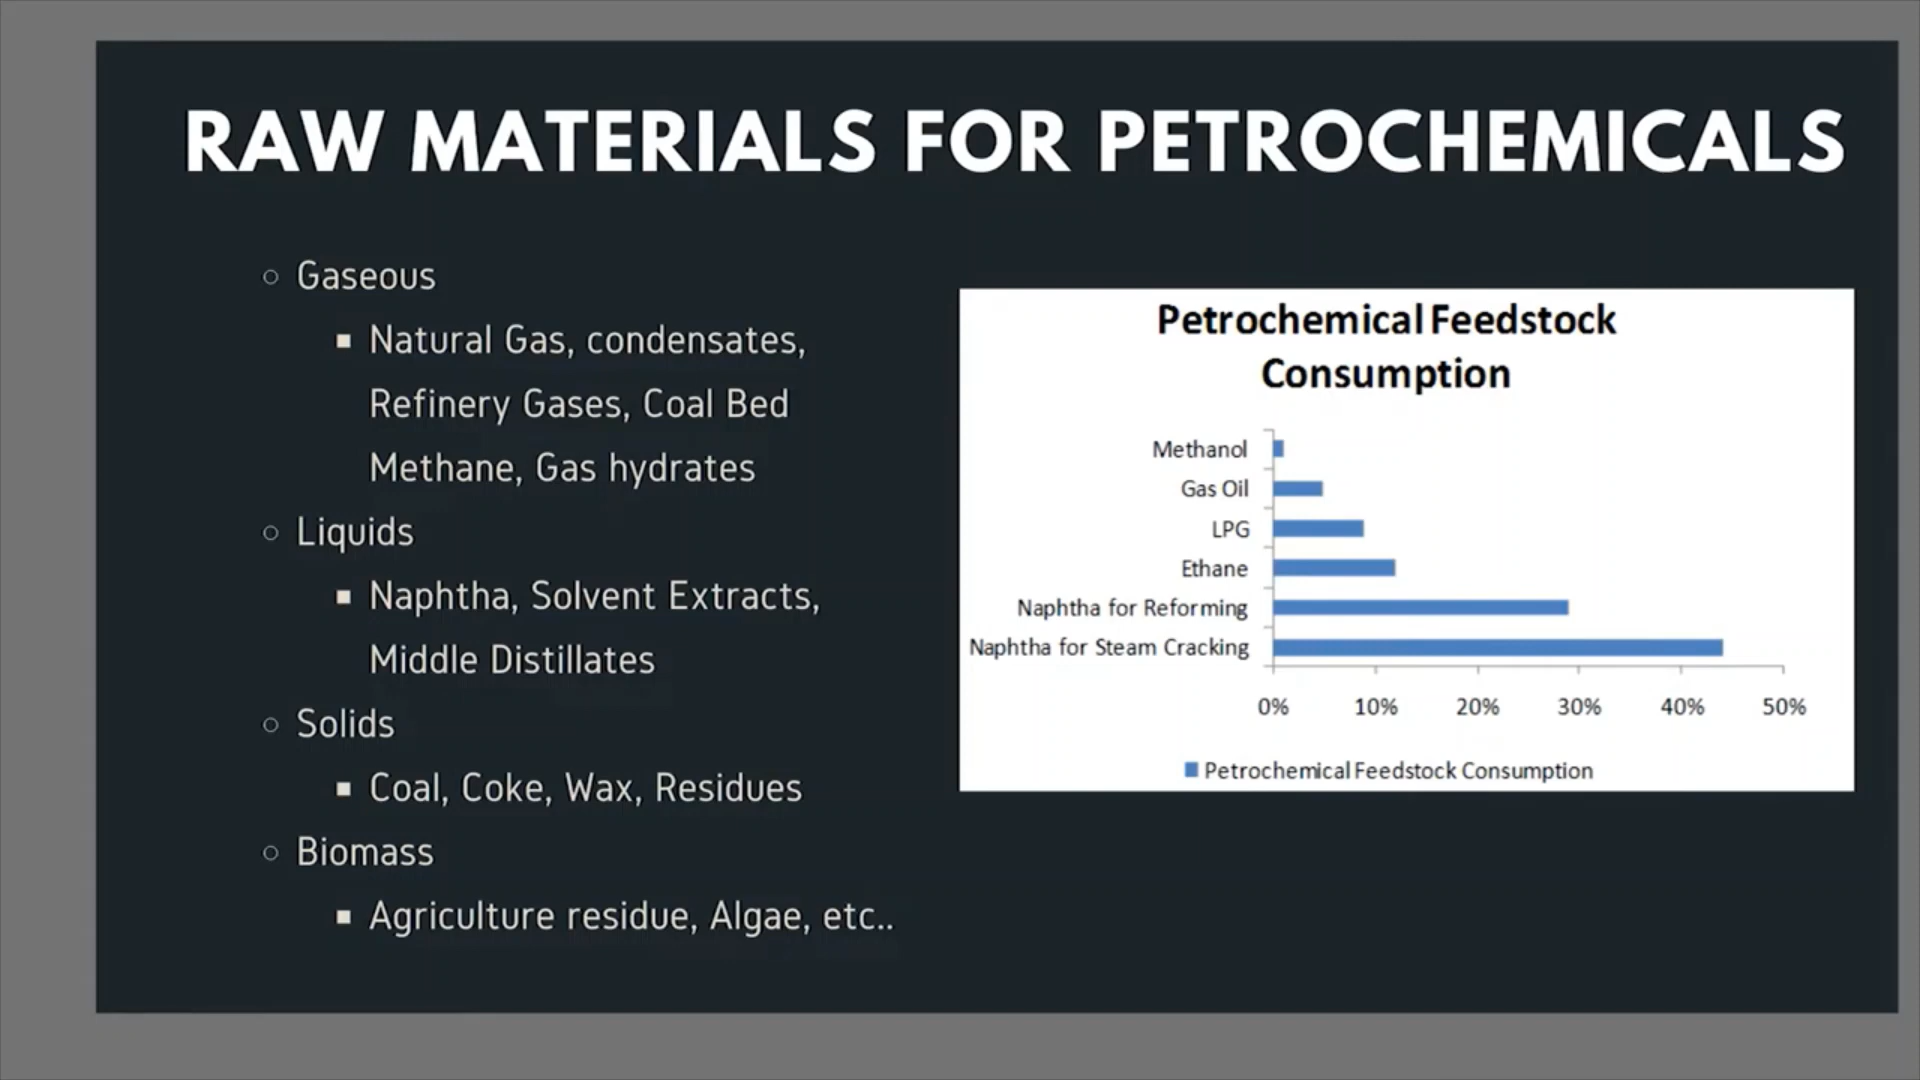 RAW MATERIALS FOR PETROCHEMICALS
Gaseous
Natural Gas, condensates,
Refinery Gases, Coal Bed
Methane, Gas hydrates
Liquids
Naphtha, Solvent Extracts,
Middle Distillates
Solids
Coal, Coke, Wax, Residues
Biomass
Agriculture residue, Algae, etc..
Petrochemical Feedstock
Consumption
Methanol
Gas Oil
LPG
Ethane
Naphtha for Reforming
Naphtha for Steam Cracking
0% 10% 20% 30% 40% 50%
Petrochemical Feedstock Consumption